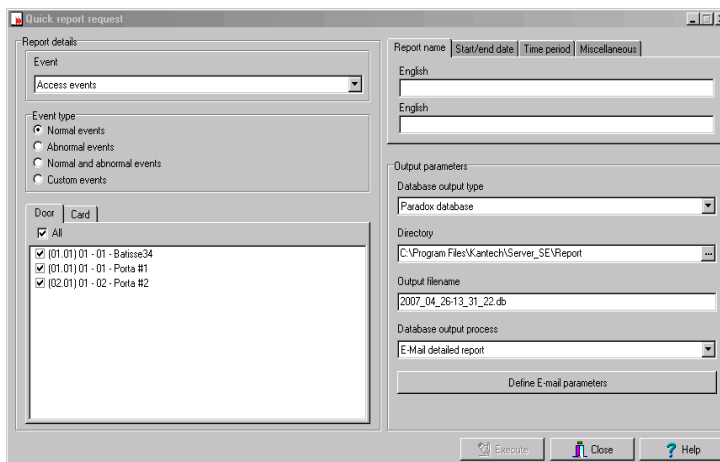 Quick report request
Report details
Event
Access events
Event type
Normal events
Abnormal events
Normal and abnormal events
Custom events
Door
Card
All
(01.01) 01 - 01 - Batisse34
(01.01) 01 - 01 - Porta #1
(02.01) 01 - 02 - Porta #2
Report name
Start/end date
Time period
Miscellaneous
English
English
Output parameters
Database output type
Paradox database
Directory
C:\Program Files\Kantech\Server_SE\Report
...
Output filename
2007_04_26-13_31_22.db
Database output process
E-Mail detailed report
Define E-mail parameters
Execute
Close
Help